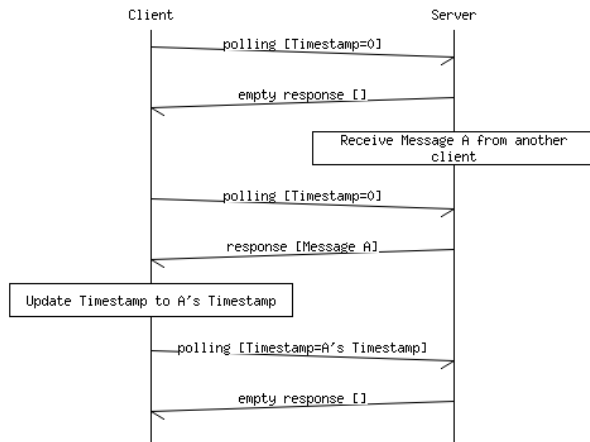 Client
Server
polling [Timestamp=0]
empty response []
Receive Message A from another
client
polling [Timestamp=0]
response [Message A]
Update Timestamp to A's Timestamp
polling [Timestamp=A's Timestamp]
empty response []